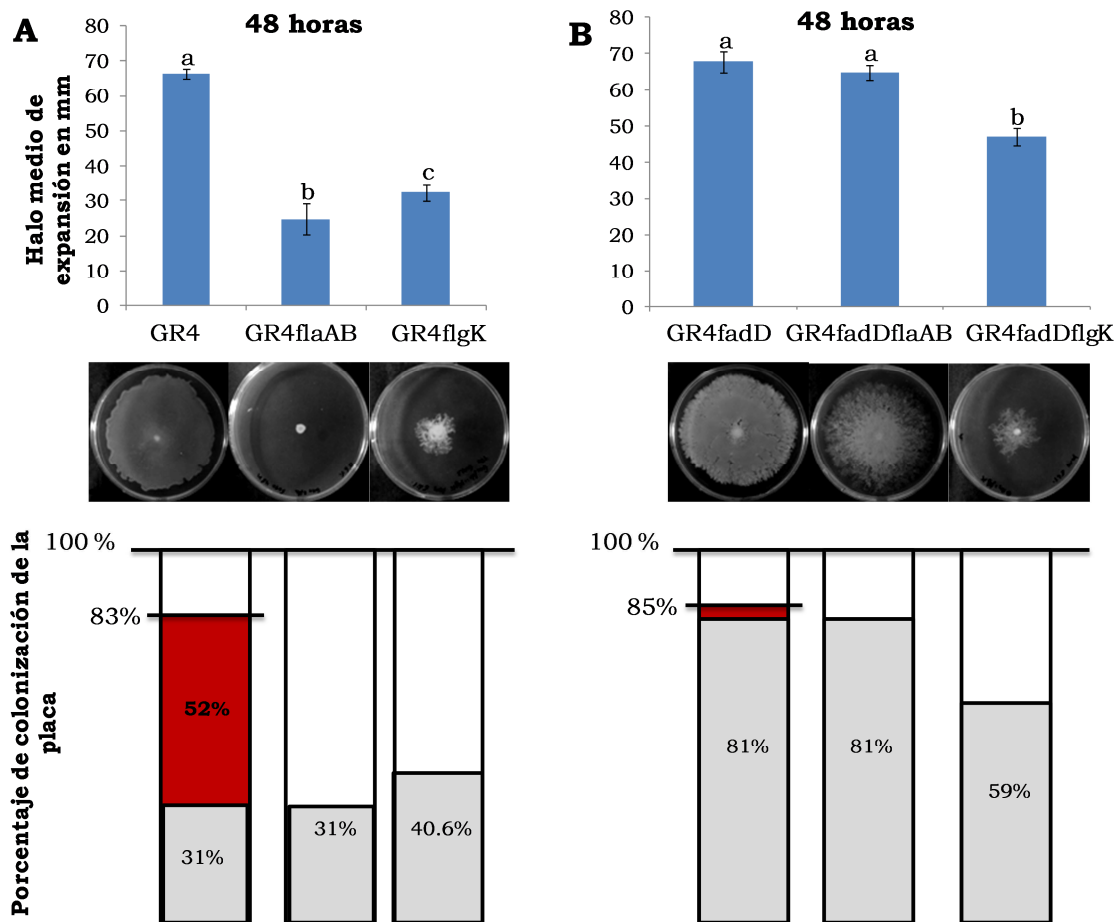 A
48 horas
Halo medio de
expansión en mm
80
70
60
50
40
30
20
10
0
a
b
c
GR4
GR4flaAB
GR4flgK
B
48 horas
80
70
60
50
40
30
20
10
0
a
a
b
GR4fadD
GR4fadDflaAB
GR4fadDflgK
Porcentaje de colonización de la
placa
100 %
83%
52%
31%
31%
40.6%
100 %
85%
81%
81%
59%